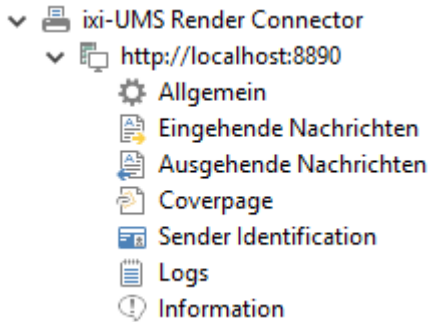 ixi-UMS Render Connector
http://localhost:8890
Allgemein
Eingehende Nachrichten
Ausgehende Nachrichten
Coverpage
Sender Identification
Logs
Information